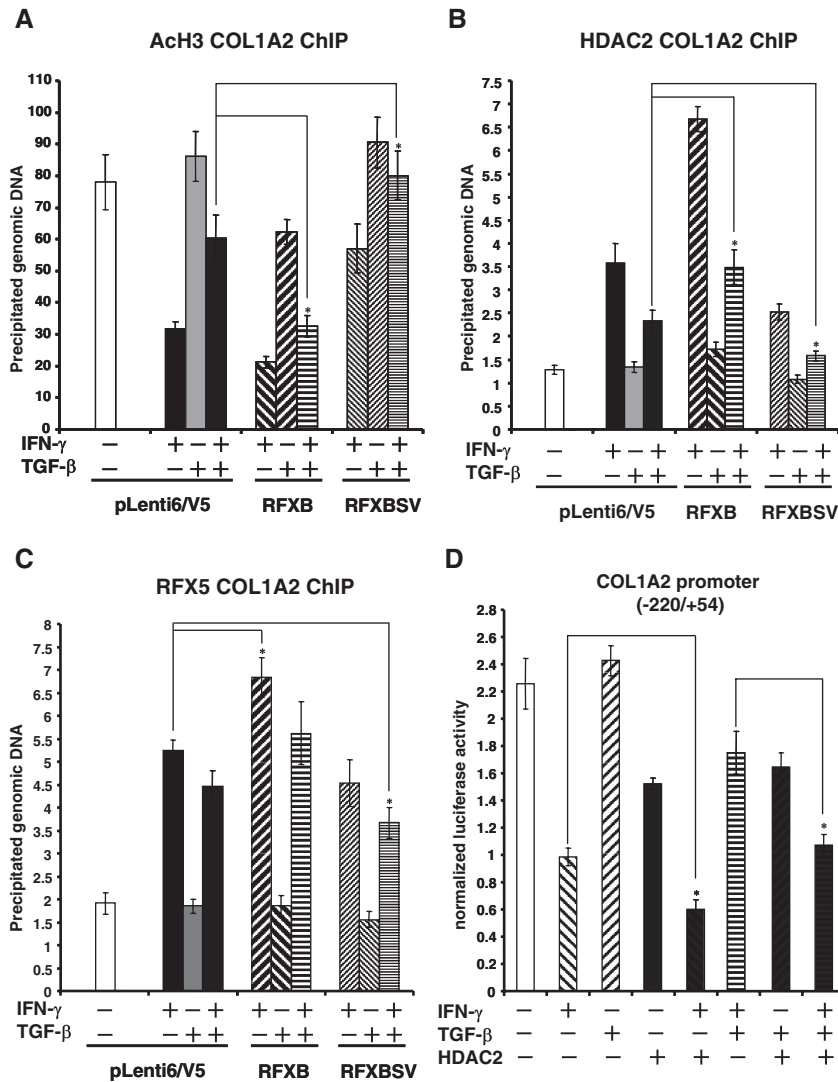 A
AcH3 COL1A2 ChIP
Precipitated genomic DNA
110
100
90
80
70
60
50
40
30
20
10
0
* *
IFN-γ − + − + + − + + − +
TGF-β − − + + − + + − + +
pLenti6/V5 RFXB RFXBSV
B
HDAC2 COL1A2 ChIP
Precipitated genomic DNA
7.5
7
6.5
6
5.5
5
4.5
4
3.5
3
2.5
2
1.5
1
0.5
0
* *
IFN-γ − + − + + − + + − +
TGF-β − − + + − + + − + +
pLenti6/V5 RFXB RFXBSV
C
RFX5 COL1A2 ChIP
Precipitated genomic DNA
8
7.5
7
6.5
6
5.5
5
4.5
4
3.5
3
2.5
2
1.5
1
0.5
0
* *
IFN-γ − + − + + − + + − +
TGF-β − − + + − + + − + +
pLenti6/V5 RFXB RFXBSV
D
COL1A2 promoter
(-220/+54)
normalized luciferase activity
2.8
2.6
2.4
2.2
2
1.8
1.6
1.4
1.2
1
0.8
0.6
0.4
0.2
0
* *
IFN-γ − + − − + + − +
TGF-β − − + − − + + +
HDAC2 − − − + + − + +